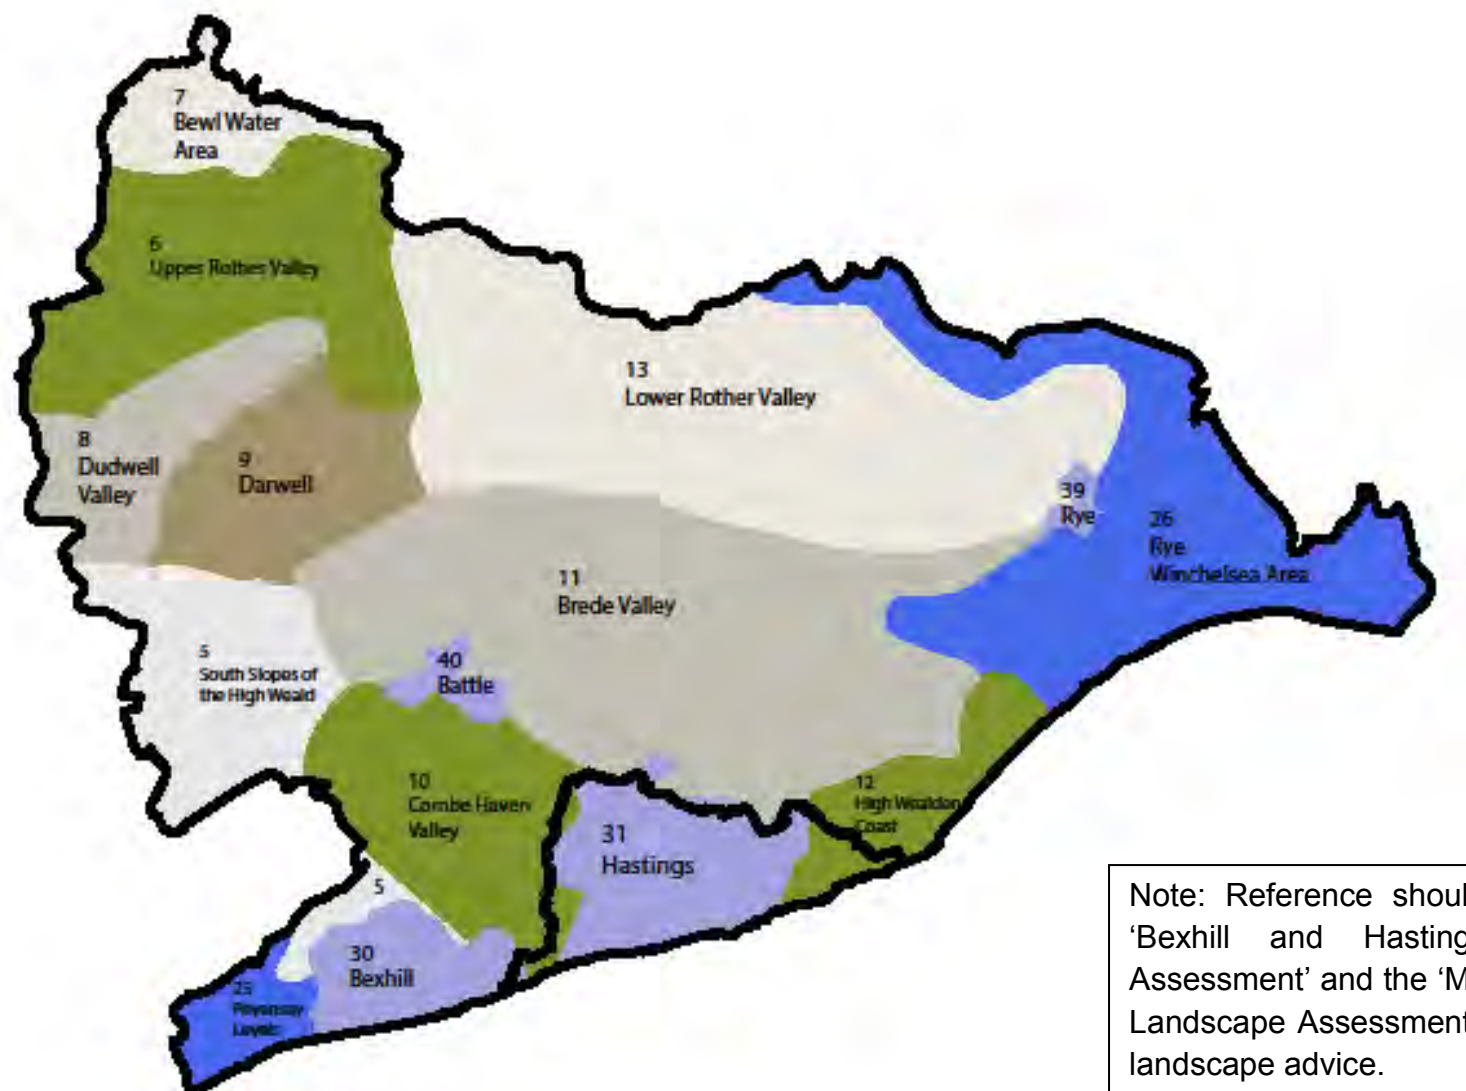 7
Bewl Water
Area
6
Upper Rother Valley
13
Lower Rother Valley
8
Dudwell
Valley
9
Darwell
39
Rye
26
Rye
Winchelsea Area
11
Brede Valley
5
South Slopes of
the High Weald
40
Battle
10
Combe Haven
Valley
12
High Wealden
Coast
31
Hastings
5
30
Bexhill
25
Pevensey
Levels
Note: Reference shoul
‘Bexhill and Hasting
Assessment’ and the ‘M
Landscape Assessment
landscape advice.